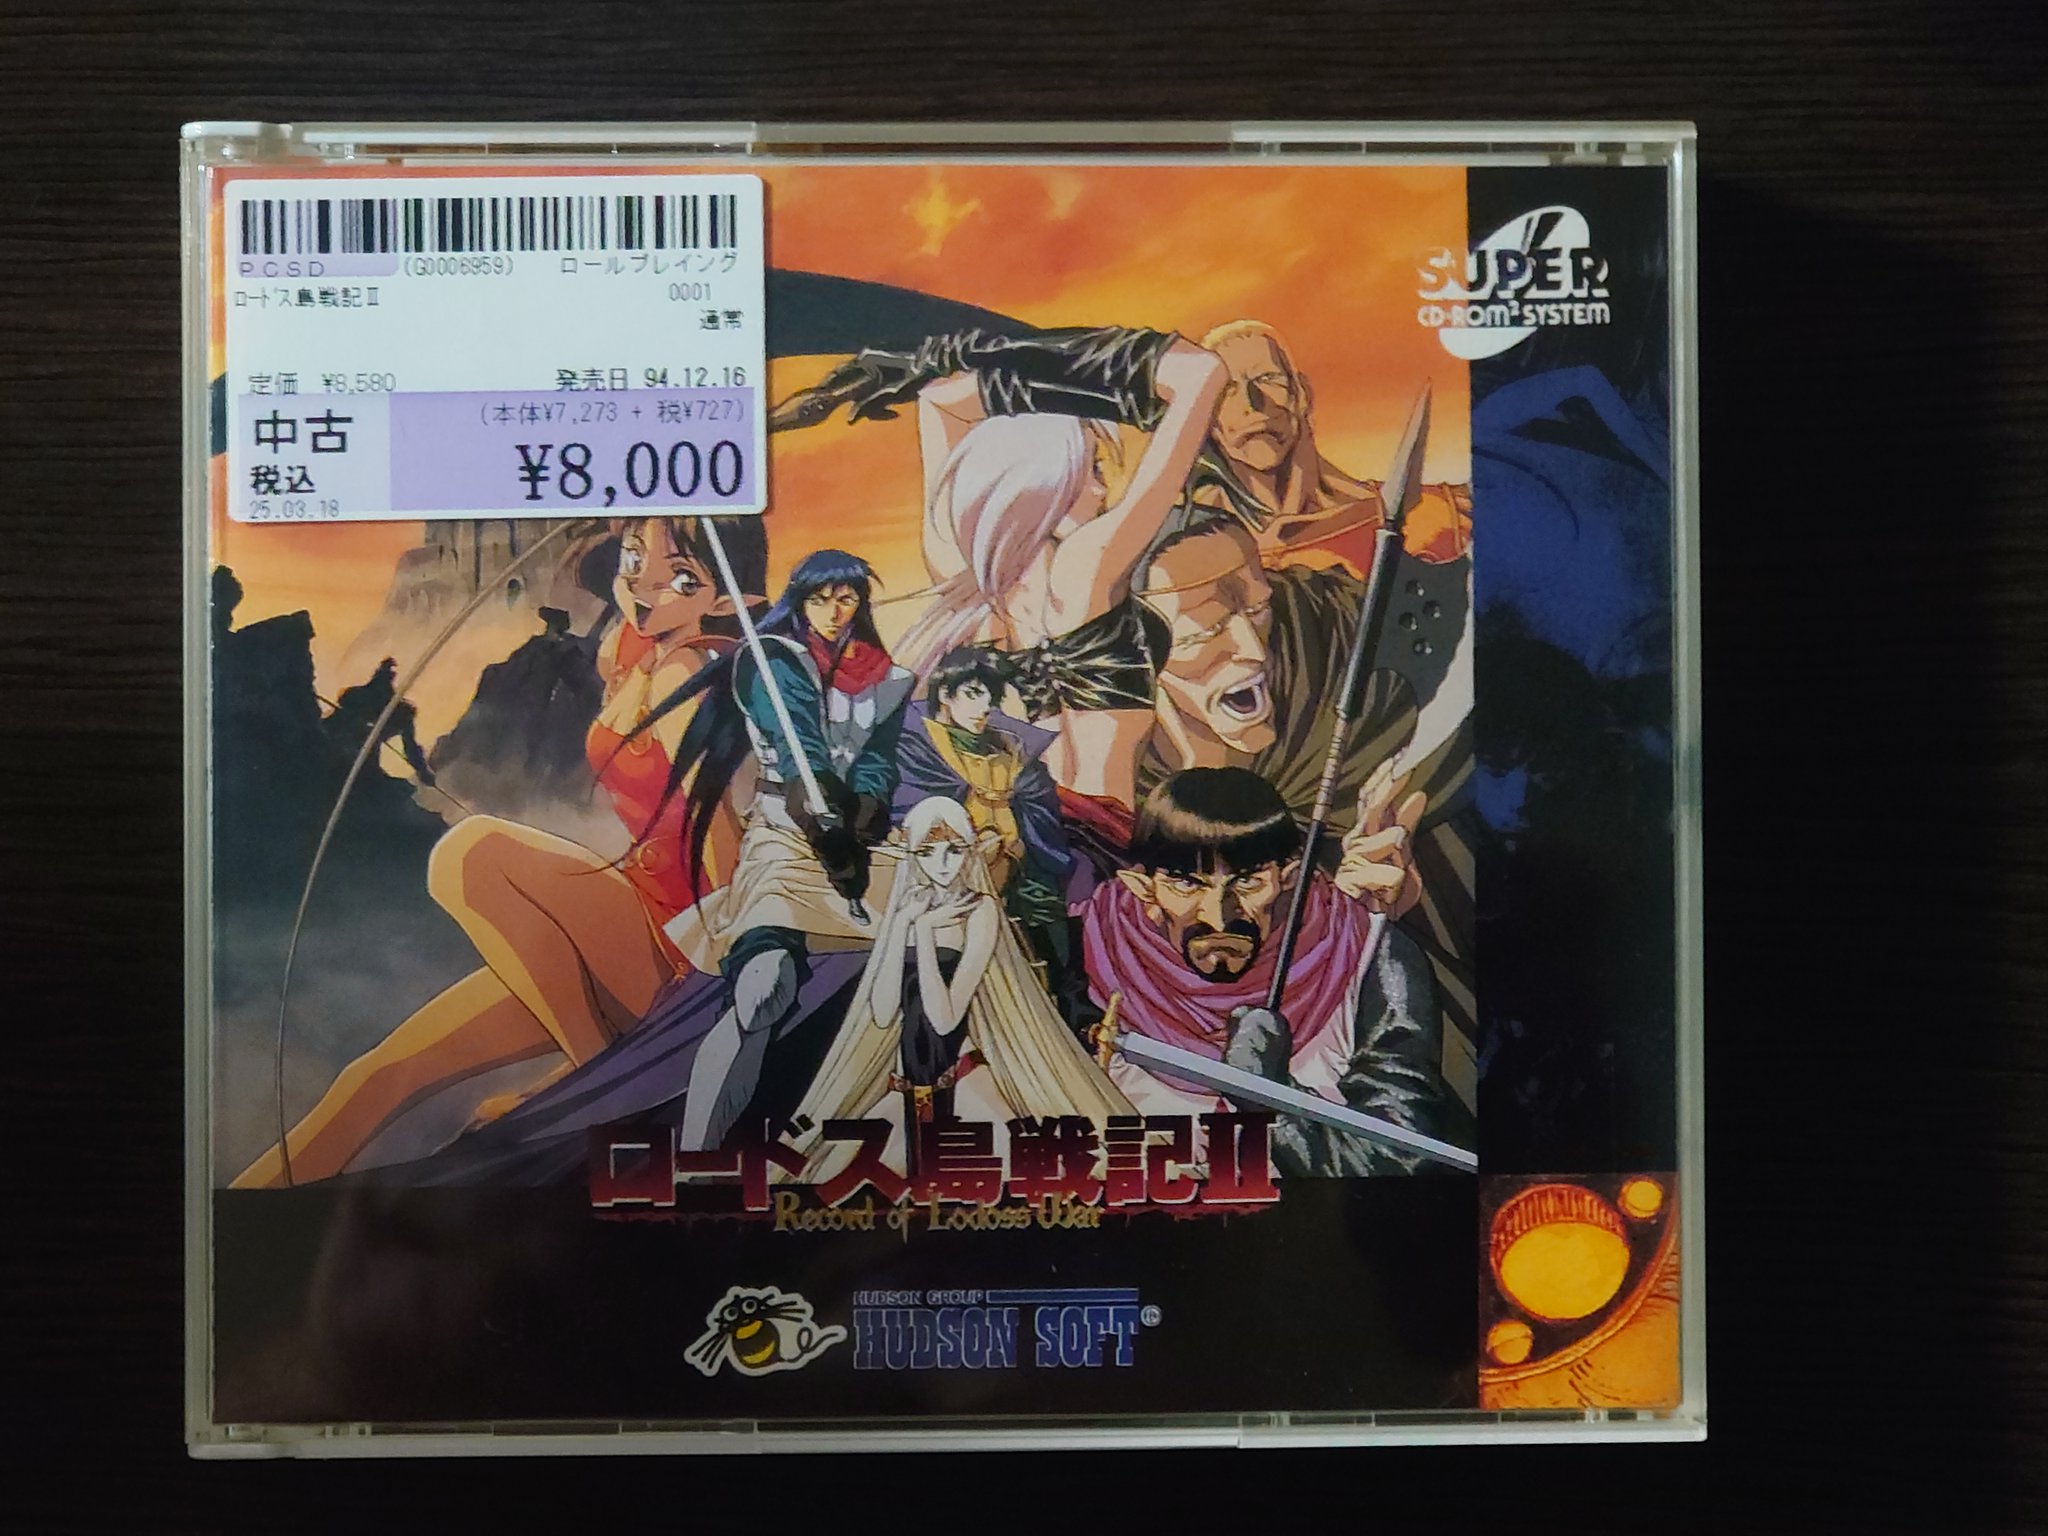 PCSD (G0006959) ロールプレイング
ロードス島戦記Ⅱ 0001
通常
定価 ¥8,580 発売日 94.12.16
中古 (本体¥7,273 + 税¥727)
税込 ¥8,000
25.03.18
SUPER
CD-ROM² SYSTEM
ロードス島戦記Ⅱ
Record of Lodoss War
HUDSON GROUP
HUDSON SOFT®